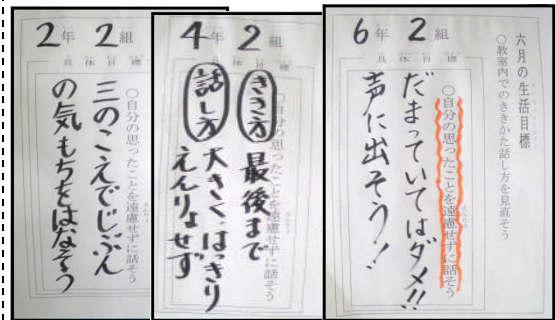 2年 2組
具体目標
○自分の思ったことを遠慮せずに話そう
三のこえでじぶん
の気もちをはなそう
4年 2組
具体目標
○自分の思ったことを遠慮せずに話そう
きき方 最後まで
話し方 大きく、はっきり
えんりょせず
六月の生活目標
○教室内でのききかた話し方を見直そう
6年 2組
具体目標
○自分の思ったことを遠慮せずに話そう
だまっていてはダメ!!
声に出そう!